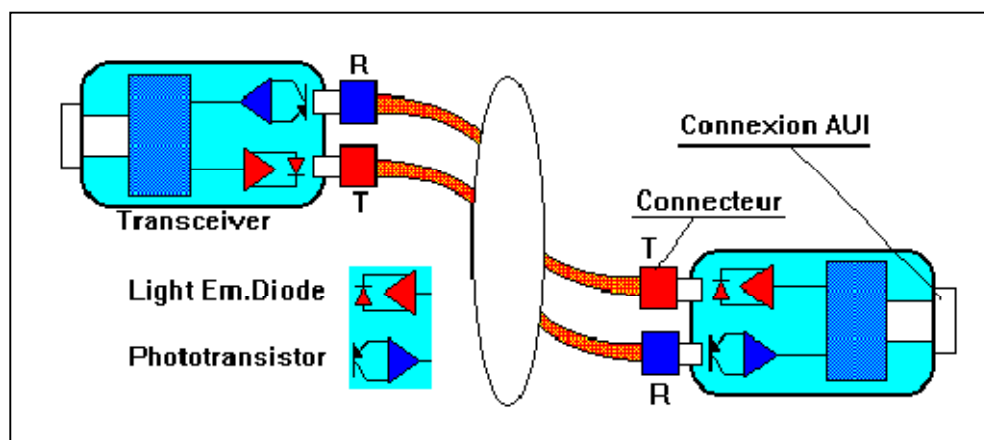 R
Connexion AUI
T
Transceiver
Connecteur
T
Light Em.Diode
Phototransistor
R